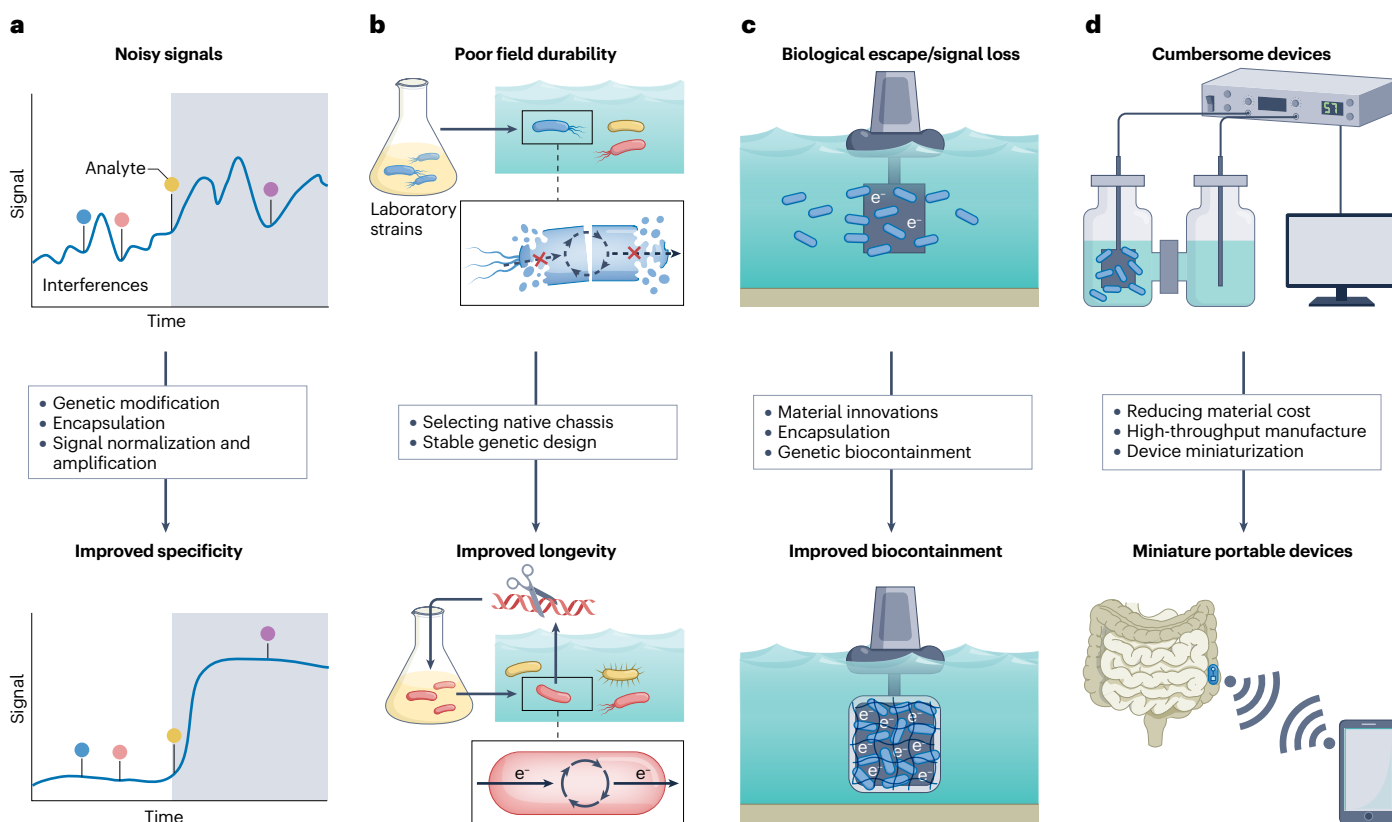 a
Noisy signals
Signal
Analyte
Interferences
Time
Genetic modification
Encapsulation
Signal normalization and
amplification
Improved specificity
Signal
Time
b
Poor field durability
Laboratory
strains
Selecting native chassis
Stable genetic design
Improved longevity
e⁻
e⁻
c
Biological escape/signal loss
e⁻
e⁻
Material innovations
Encapsulation
Genetic biocontainment
Improved biocontainment
e⁻
e⁻
e⁻
e⁻
e⁻
e⁻
e⁻
e⁻
d
Cumbersome devices
57
Reducing material cost
High-throughput manufacture
Device miniaturization
Miniature portable devices